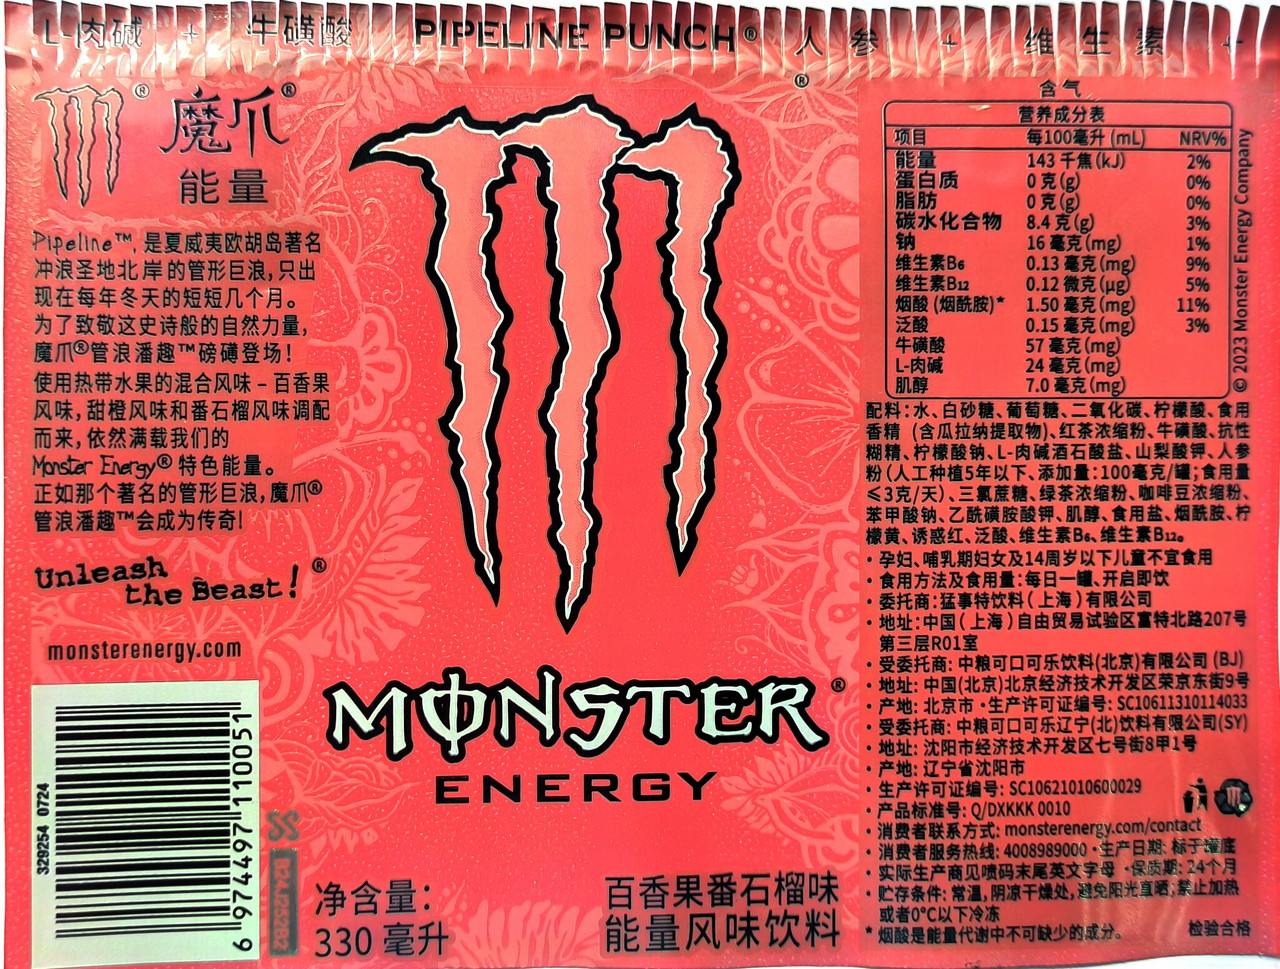 L-肉碱 + 牛磺酸 PIPELINE PUNCH® 人参 + 维生素 +
魔爪®
能量
Pipeline™, 是夏威夷欧胡岛著名
冲浪圣地北岸的管形巨浪,只出
现在每年冬天的短短几个月。
为了致敬这史诗般的自然力量,
魔爪®管浪潘趣™磅礴登场!
使用热带水果的混合风味 – 百香果
风味, 甜橙风味和番石榴风味调配
而来, 依然满载我们的
Monster Energy® 特色能量。
正如那个著名的管形巨浪, 魔爪®
管浪潘趣™会成为传奇!
Unleash
the Beast!®
monsterenergy.com
329254 0724
6 974497 110051
MONSTER®
ENERGY
净含量:
330 毫升
百香果番石榴味
能量风味饮料
含气
营养成分表
项目 每100毫升 (mL) NRV%
能量 143 千焦(kJ) 2%
蛋白质 0 克(g) 0%
脂肪 0 克(g) 0%
碳水化合物 8.4 克(g) 3%
钠 16 毫克(mg) 1%
维生素B₆ 0.13 毫克(mg) 9%
维生素B₁₂ 0.12 微克(μg) 5%
烟酸 (烟酰胺)* 1.50 毫克(mg) 11%
泛酸 0.15 毫克(mg) 3%
牛磺酸 57 毫克(mg)
L-肉碱 24 毫克(mg)
肌醇 7.0 毫克(mg)
© 2023 Monster Energy Company
配料: 水、白砂糖、葡萄糖、二氧化碳、柠檬酸、食用
香精 (含瓜拉纳提取物)、红茶浓缩粉、牛磺酸、抗性
糊精、柠檬酸钠、L-肉碱酒石酸盐、山梨酸钾、人参
粉 (人工种植5年以下、添加量: 100毫克/罐; 食用量
≤3克/天)、三氯蔗糖、绿茶浓缩粉、咖啡豆浓缩粉、
苯甲酸钠、乙酰磺胺酸钾、肌醇、食用盐、烟酰胺、柠
檬黄、诱惑红、泛酸、维生素B₆、维生素B₁₂。
· 孕妇、哺乳期妇女及14周岁以下儿童不宜食用
· 食用方法及食用量: 每日一罐、开启即饮
· 委托商: 猛事特饮料 ( 上海 ) 有限公司
· 地址: 中国 ( 上海 ) 自由贸易试验区富特北路207号
第三层R01室
· 受委托商: 中粮可口可乐饮料(北京)有限公司 (BJ)
· 地址: 中国(北京)北京经济技术开发区荣京东街9号
· 产地: 北京市 · 生产许可证编号: SC10611310114033
· 受委托商: 中粮可口可乐辽宁(北)饮料有限公司(SY)
· 地址: 沈阳市经济技术开发区七号街8甲1号
· 产地: 辽宁省沈阳市
· 生产许可证编号: SC10621010600029
· 产品标准号: Q/DXKKK 0010
· 消费者联系方式: monsterenergy.com/contact
· 消费者服务热线: 4008989000 · 生产日期: 标于罐底
· 实际生产商见喷码末尾英文字母 · 保质期: 24个月
· 贮存条件: 常温, 阴凉干燥处, 避免阳光直晒; 禁止加热
或者0°C以下冷冻
* 烟酸是能量代谢中不可缺少的成分。 检验合格